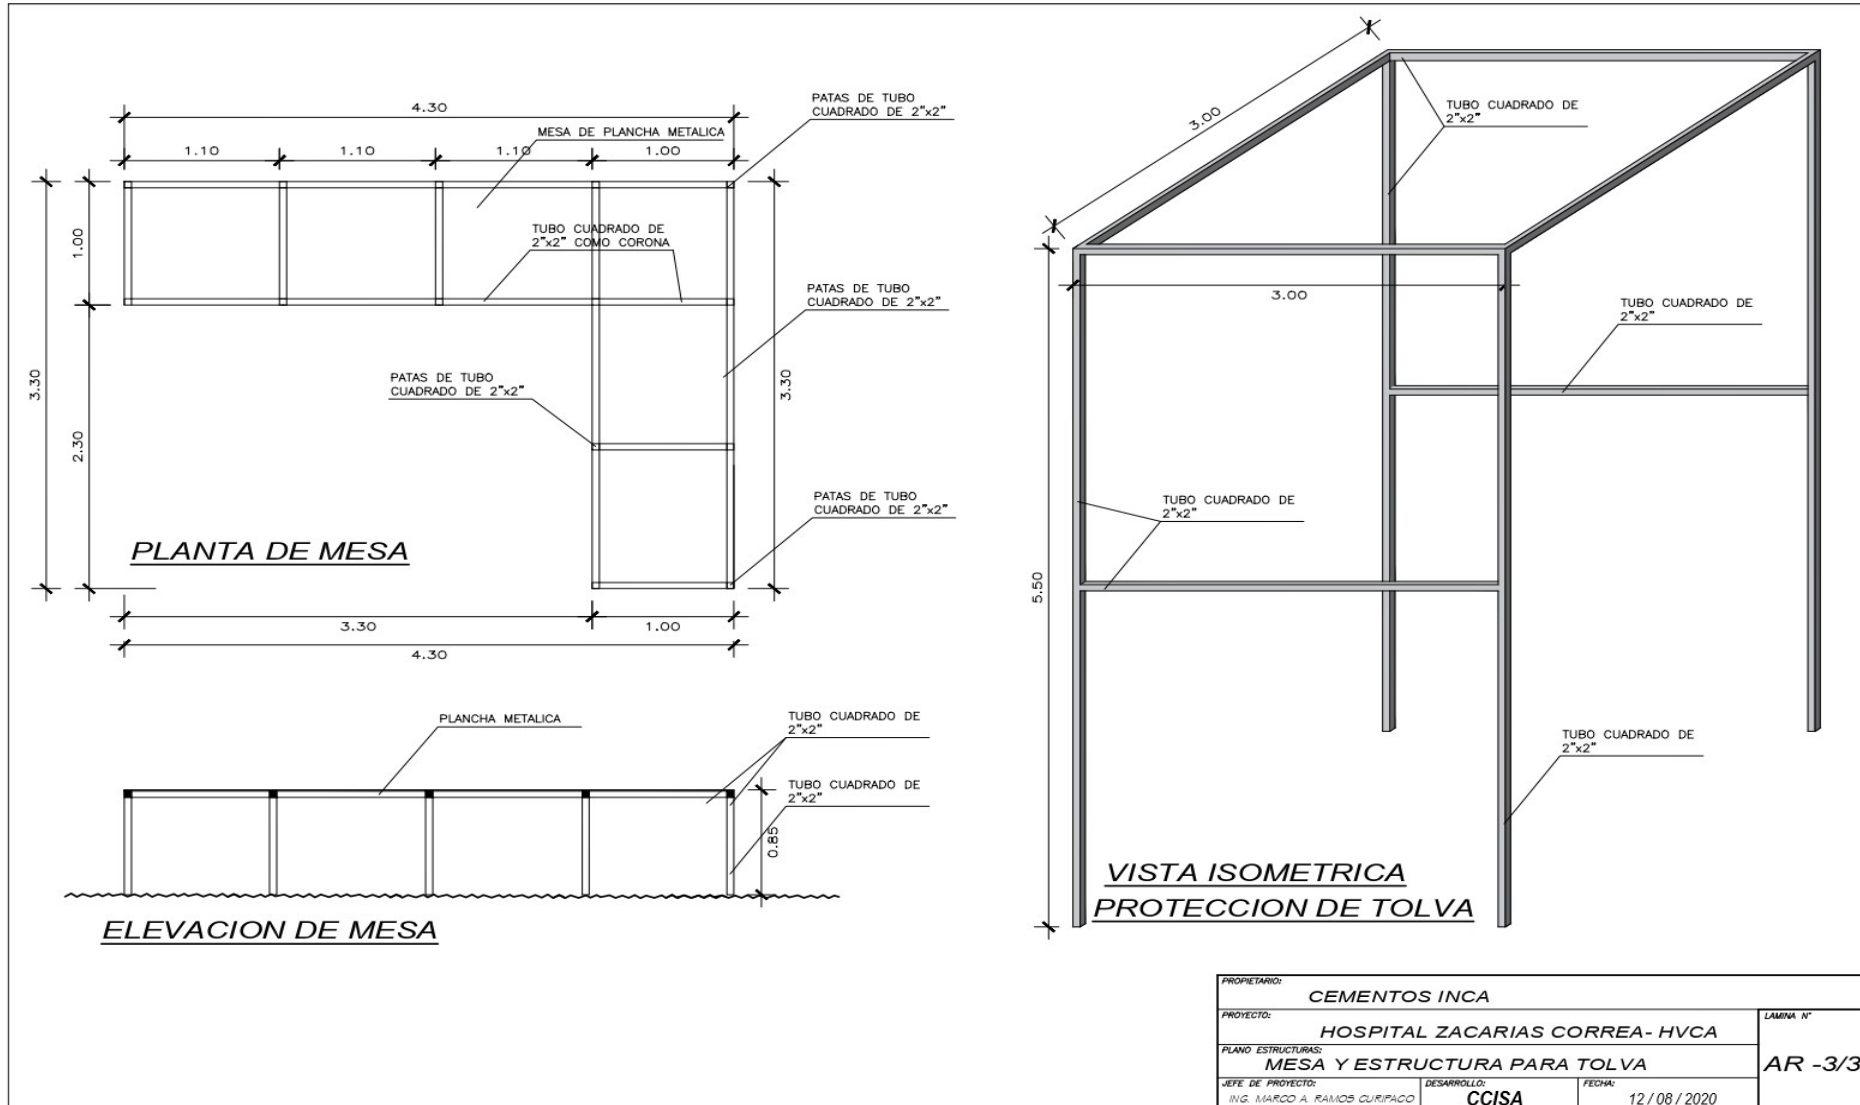 4.30
PATAS DE TUBO
CUADRADO DE 2"x2"
MESA DE PLANCHA METALICA
1.10
1.10
1.10
1.00
TUBO CUADRADO DE
2"x2" COMO CORONA
1.00
3.30
2.30
PATAS DE TUBO
CUADRADO DE 2"x2"
PATAS DE TUBO
CUADRADO DE 2"x2"
3.30
PATAS DE TUBO
CUADRADO DE 2"x2"
PLANTA DE MESA
3.30
1.00
4.30
PLANCHA METALICA
TUBO CUADRADO DE
2"x2"
TUBO CUADRADO DE
2"x2"
0.85
ELEVACION DE MESA
3.00
TUBO CUADRADO DE
2"x2"
3.00
TUBO CUADRADO DE
2"x2"
TUBO CUADRADO DE
2"x2"
5.50
TUBO CUADRADO DE
2"x2"
VISTA ISOMETRICA
PROTECCION DE TOLVA
PROPIETARIO:
CEMENTOS INCA
PROYECTO:
HOSPITAL ZACARIAS CORREA- HVCA
LAMINA N°
PLANO ESTRUCTURAS:
MESA Y ESTRUCTURA PARA TOLVA
AR -3/3
JEFE DE PROYECTO:
ING. MARCO A. RAMOS CURIPACO
DESARROLLO:
CCISA
FECHA:
12 / 08 / 2020